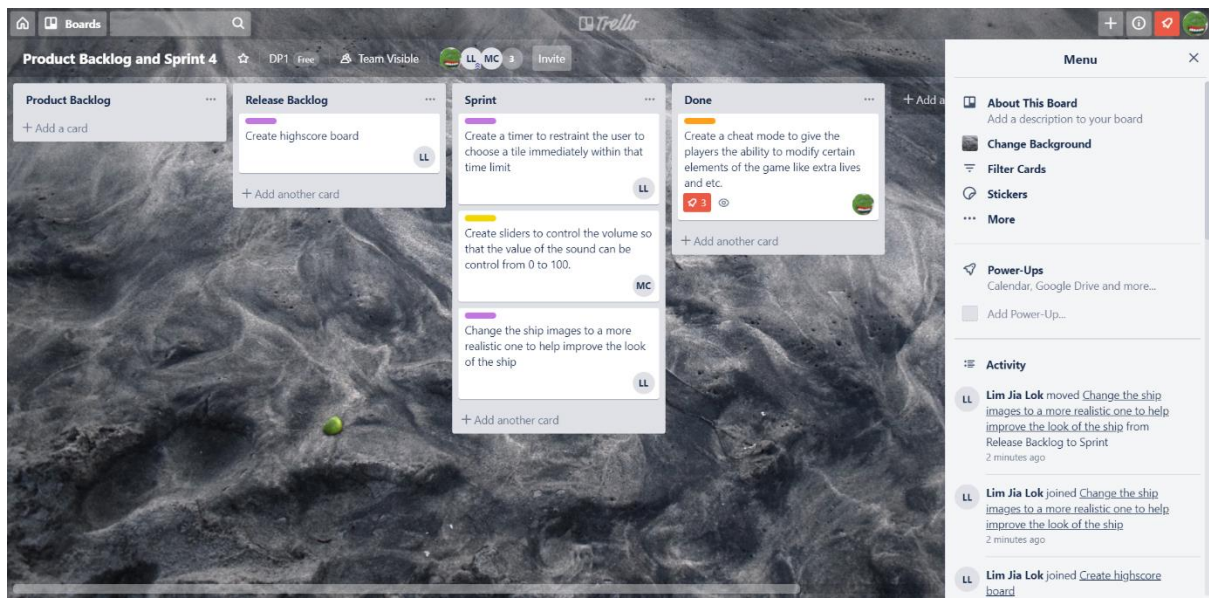 Boards
Trello
Product Backlog and Sprint 4
DP1 Free
Team Visible
LL
MC
3
Invite
Product Backlog
+ Add a card
Release Backlog
Create highscore board
LL
+ Add another card
Sprint
Create a timer to restraint the user to
choose a tile immediately within that
time limit
LL
Create sliders to control the volume so
that the value of the sound can be
control from 0 to 100.
MC
Change the ship images to a more
realistic one to help improve the look
of the ship
LL
+ Add another card
Done
Create a cheat mode to give the
players the ability to modify certain
elements of the game like extra lives
and etc.
3
+ Add another card
+ Add a
Menu
About This Board
Add a description to your board
Change Background
Filter Cards
Stickers
More
Power-Ups
Calendar, Google Drive and more...
Add Power-Up...
Activity
LL
Lim Jia Lok moved Change the ship
images to a more realistic one to help
improve the look of the ship from
Release Backlog to Sprint
2 minutes ago
LL
Lim Jia Lok joined Change the ship
images to a more realistic one to help
improve the look of the ship
2 minutes ago
LL
Lim Jia Lok joined Create highscore
board